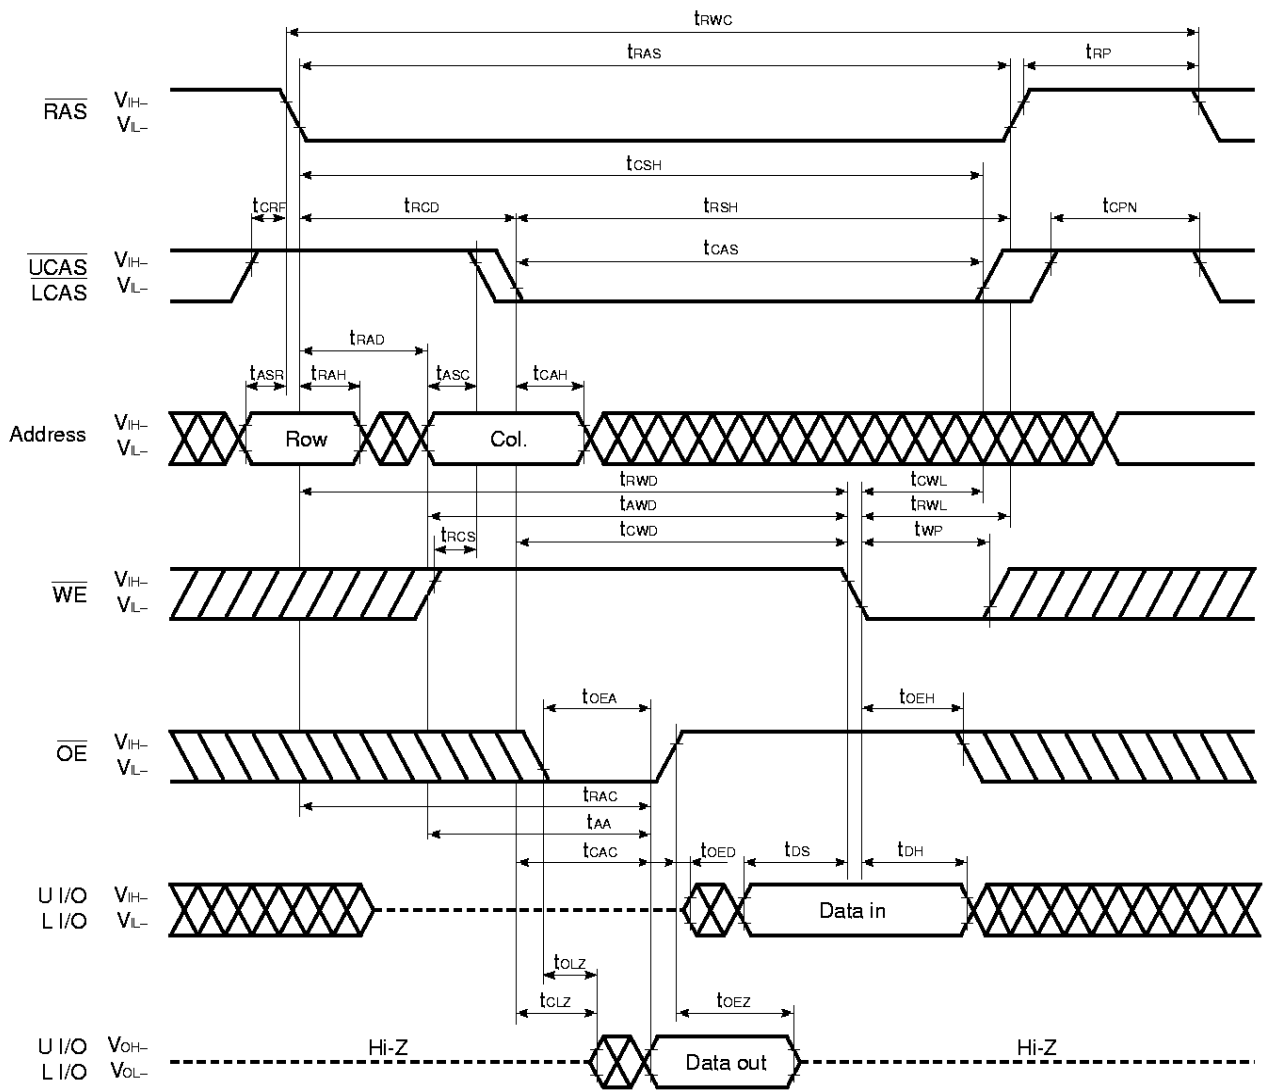 tRWC
tRAS tRP
RAS VIH–
VIL–
tCSH
tCRF tRCD tRSH tCPN
UCAS VIH– tCAS
LCAS VIL–
tRAD
tASR tRAH tASC tCAH
Address VIH–
VIL–
Row Col.
tRWD tCWL
tAWD tRWL
tRCS tCWD tWP
WE VIH–
VIL–
tOEA tOEH
OE VIH–
VIL–
tRAC
tAA
tCAC tOED tDS tDH
U I/O VIH–
L I/O VIL–
Data in
tOLZ
tCLZ tOEZ
U I/O VOH– Hi-Z Hi-Z
L I/O VOL– Data out